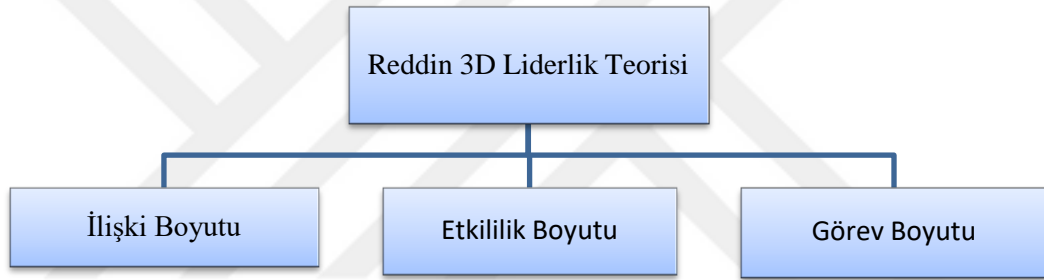 Reddin 3D Liderlik Teorisi
İlişki Boyutu
Etkililik Boyutu
Görev Boyutu